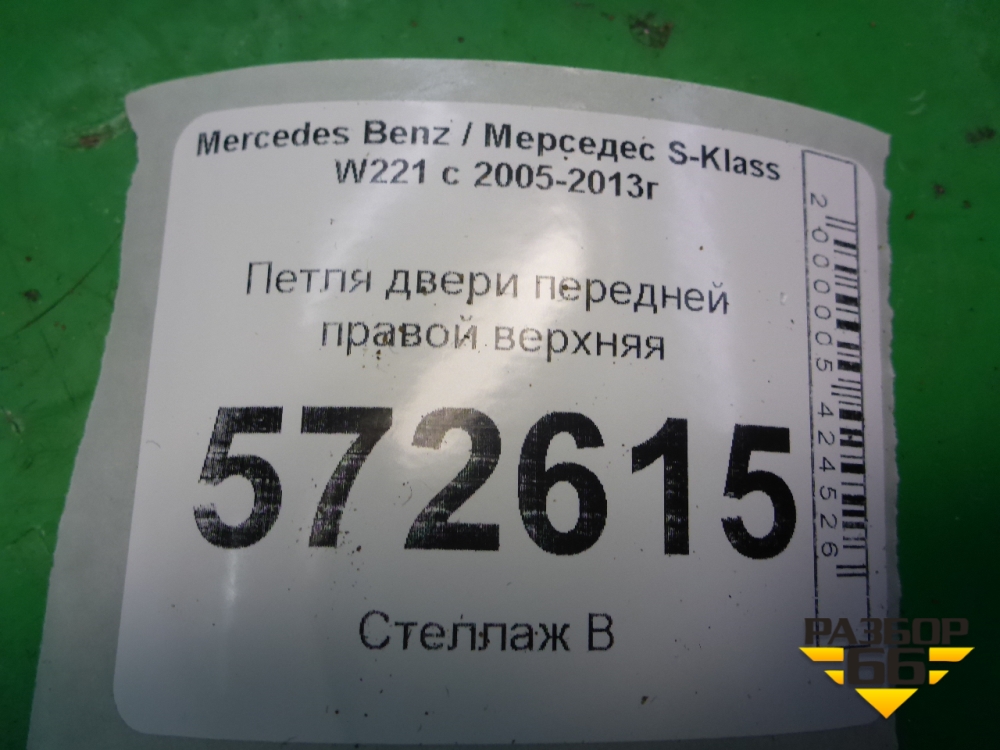 Mercedes Benz / Мерседес S-Klass
W221 с 2005-2013г
Петля двери передней
правой верхняя
572615
Стеллаж В
2000005424526
РАЗБОР
66